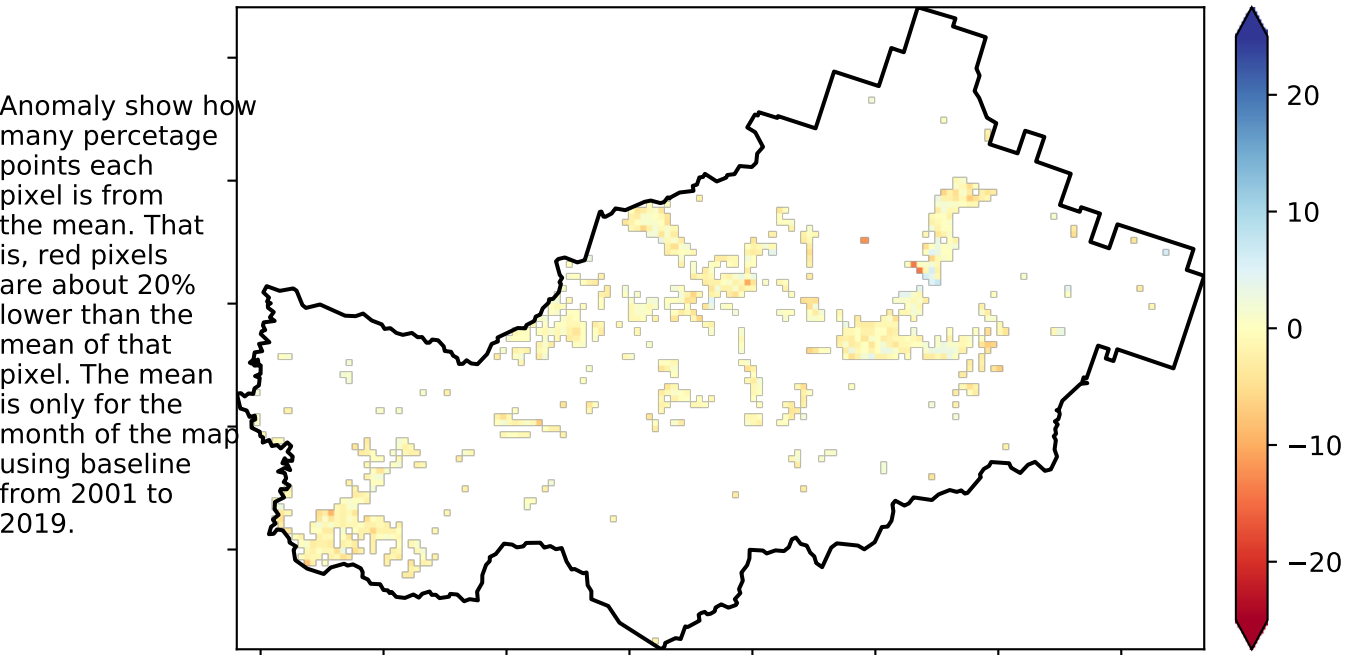 Anomaly show how
many percetage
points each
pixel is from
the mean. That
is, red pixels
are about 20%
lower than the
mean of that
pixel. The mean
is only for the
month of the map
using baseline
from 2001 to
2019.
20
10
0
−10
−20